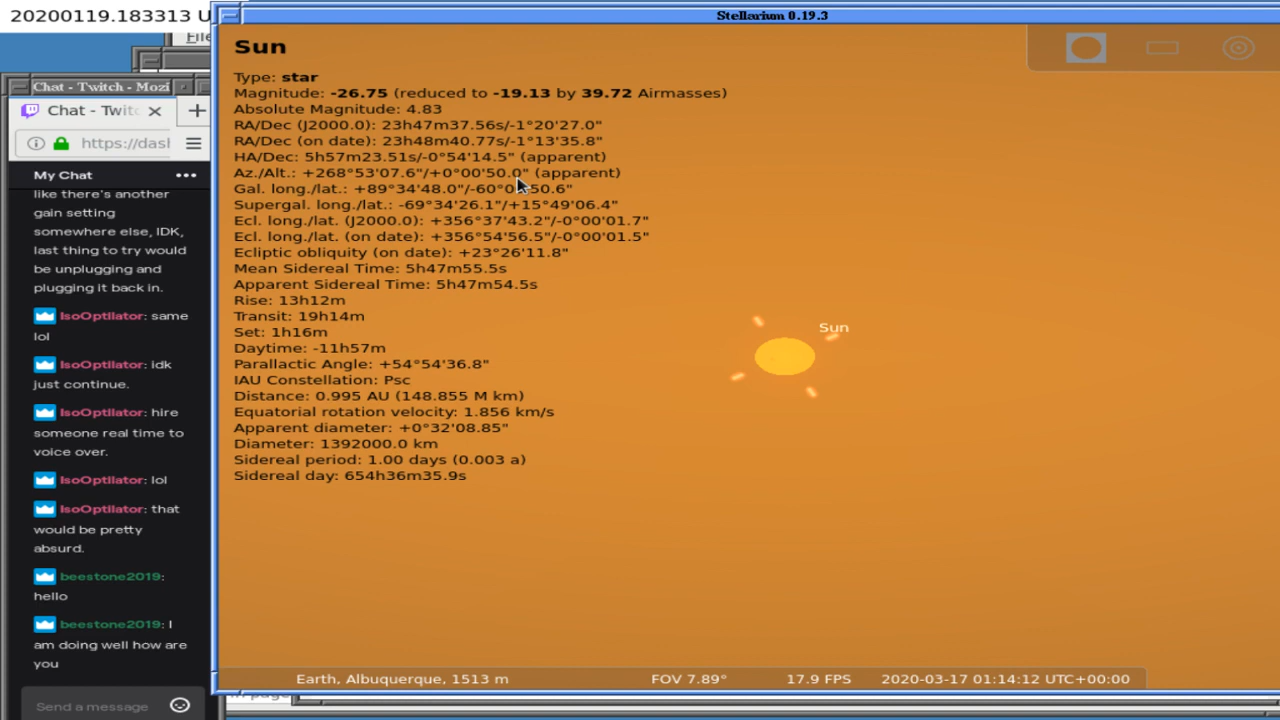 20200119.183313 U
File
Chat - Twitch - Mozi
Chat - Twitc
https://dash
My Chat
like there's another
gain setting
somewhere else, IDK,
last thing to try would
be unplugging and
plugging it back in.
IsoOptilator: same
lol
IsoOptilator: idk
just continue.
IsoOptilator: hire
someone real time to
voice over.
IsoOptilator: lol
IsoOptilator: that
would be pretty
absurd.
beestone2019:
hello
beestone2019: I
am doing well how are
you
Send a message
Stellarium 0.19.3
Sun
Type: star
Magnitude: -26.75 (reduced to -19.13 by 39.72 Airmasses)
Absolute Magnitude: 4.83
RA/Dec (J2000.0): 23h47m37.56s/-1°20'27.0"
RA/Dec (on date): 23h48m40.77s/-1°13'35.8"
HA/Dec: 5h57m23.51s/-0°54'14.5" (apparent)
Az./Alt.: +268°53'07.6"/+0°00'50.0" (apparent)
Gal. long./lat.: +89°34'48.0"/-60°0 50.6"
Supergal. long./lat.: -69°34'26.1"/+15°49'06.4"
Ecl. long./lat. (J2000.0): +356°37'43.2"/-0°00'01.7"
Ecl. long./lat. (on date): +356°54'56.5"/-0°00'01.5"
Ecliptic obliquity (on date): +23°26'11.8"
Mean Sidereal Time: 5h47m55.5s
Apparent Sidereal Time: 5h47m54.5s
Rise: 13h12m
Transit: 19h14m
Set: 1h16m
Daytime: -11h57m
Parallactic Angle: +54°54'36.8"
IAU Constellation: Psc
Distance: 0.995 AU (148.855 M km)
Equatorial rotation velocity: 1.856 km/s
Apparent diameter: +0°32'08.85"
Diameter: 1392000.0 km
Sidereal period: 1.00 days (0.003 a)
Sidereal day: 654h36m35.9s
Sun
Earth, Albuquerque, 1513 m
FOV 7.89°
17.9 FPS
2020-03-17 01:14:12 UTC+00:00